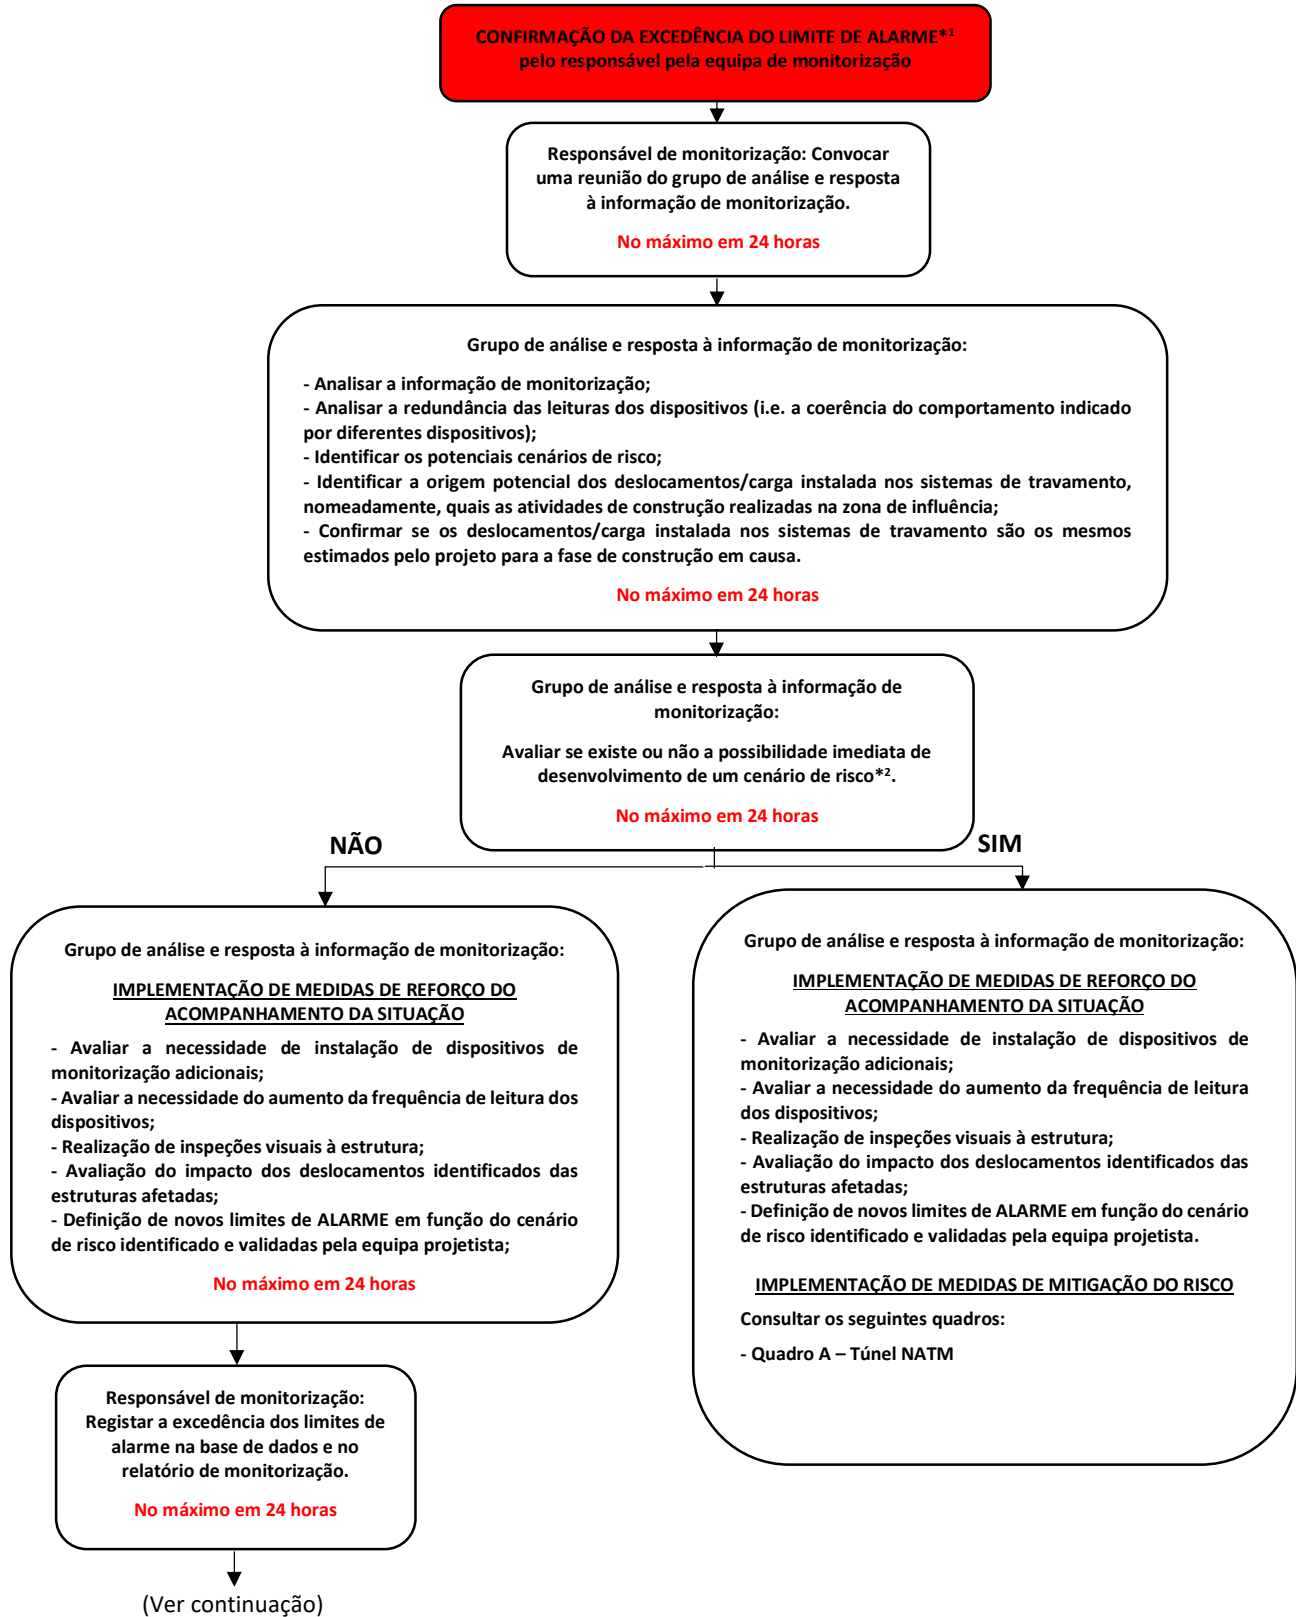 CONFIRMAÇÃO DA EXCEDÊNCIA DO LIMITE DE ALARME*¹
pelo responsável pela equipa de monitorização
Responsável de monitorização: Convocar
uma reunião do grupo de análise e resposta
à informação de monitorização.
No máximo em 24 horas
Grupo de análise e resposta à informação de monitorização:
- Analisar a informação de monitorização;
- Analisar a redundância das leituras dos dispositivos (i.e. a coerência do comportamento indicado
por diferentes dispositivos);
- Identificar os potenciais cenários de risco;
- Identificar a origem potencial dos deslocamentos/carga instalada nos sistemas de travamento,
nomeadamente, quais as atividades de construção realizadas na zona de influência;
- Confirmar se os deslocamentos/carga instalada nos sistemas de travamento são os mesmos
estimados pelo projeto para a fase de construção em causa.
No máximo em 24 horas
Grupo de análise e resposta à informação de
monitorização:
Avaliar se existe ou não a possibilidade imediata de
desenvolvimento de um cenário de risco*².
No máximo em 24 horas
NÃO
SIM
Grupo de análise e resposta à informação de monitorização:
IMPLEMENTAÇÃO DE MEDIDAS DE REFORÇO DO
ACOMPANHAMENTO DA SITUAÇÃO
- Avaliar a necessidade de instalação de dispositivos de
monitorização adicionais;
- Avaliar a necessidade do aumento da frequência de leitura dos
dispositivos;
- Realização de inspeções visuais à estrutura;
- Avaliação do impacto dos deslocamentos identificados das
estruturas afetadas;
- Definição de novos limites de ALARME em função do cenário
de risco identificado e validadas pela equipa projetista;
No máximo em 24 horas
Grupo de análise e resposta à informação de monitorização:
IMPLEMENTAÇÃO DE MEDIDAS DE REFORÇO DO
ACOMPANHAMENTO DA SITUAÇÃO
- Avaliar a necessidade de instalação de dispositivos de
monitorização adicionais;
- Avaliar a necessidade do aumento da frequência de leitura
dos dispositivos;
- Realização de inspeções visuais à estrutura;
- Avaliação do impacto dos deslocamentos identificados das
estruturas afetadas;
- Definição de novos limites de ALARME em função do cenário
de risco identificado e validadas pela equipa projetista.
IMPLEMENTAÇÃO DE MEDIDAS DE MITIGAÇÃO DO RISCO
Consultar os seguintes quadros:
- Quadro A – Túnel NATM
Responsável de monitorização:
Registar a excedência dos limites de
alarme na base de dados e no
relatório de monitorização.
No máximo em 24 horas
(Ver continuação)